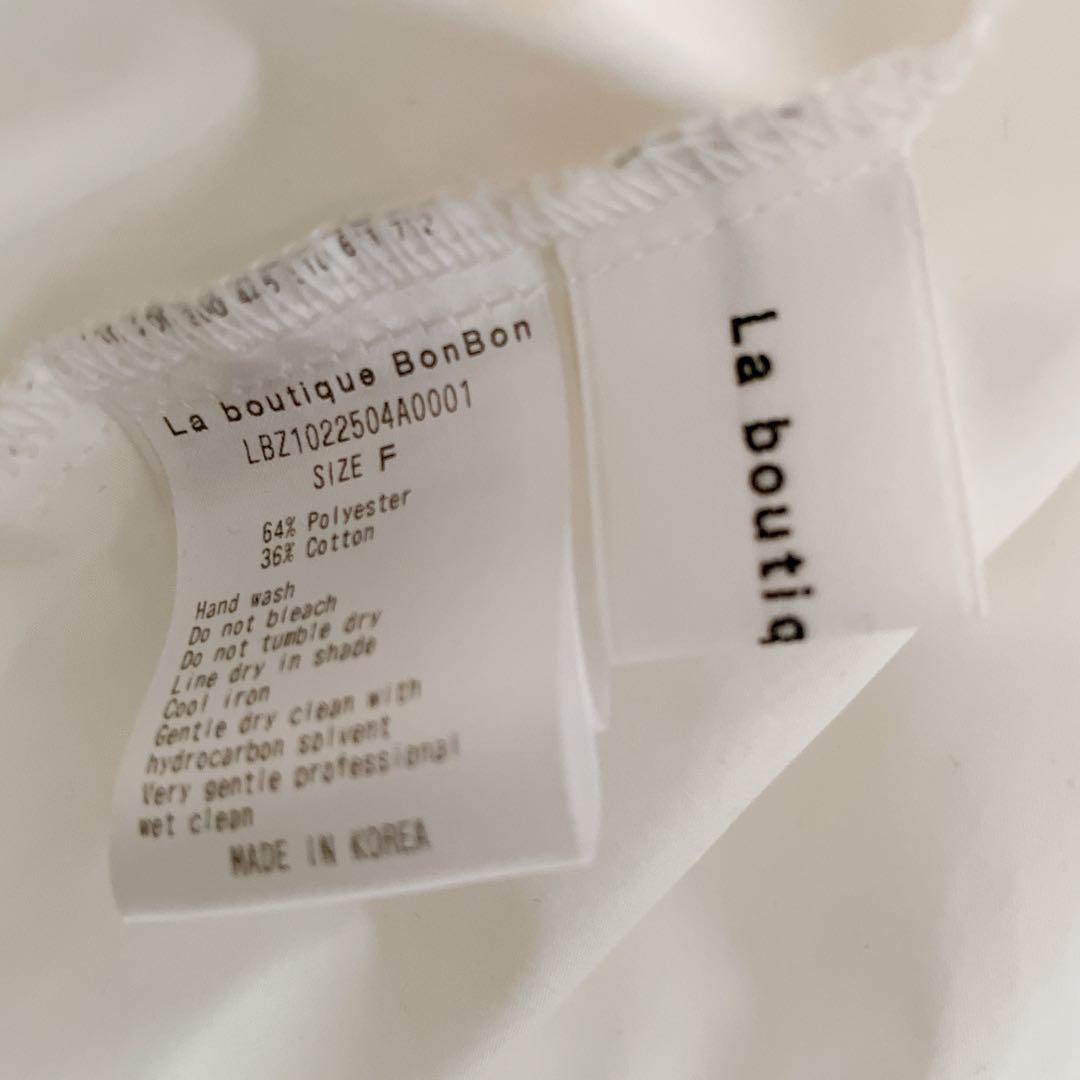 La boutique BonBon
LBZ1022504A0001
SIZE F
64% Polyester
36% Cotton
Hand wash
Do not bleach
Do not tumble dry
Line dry in shade
Cool iron
Gentle dry clean with
hydrocarbon solvent
Very gentle professional
wet clean
MADE IN KOREA
La boutiq